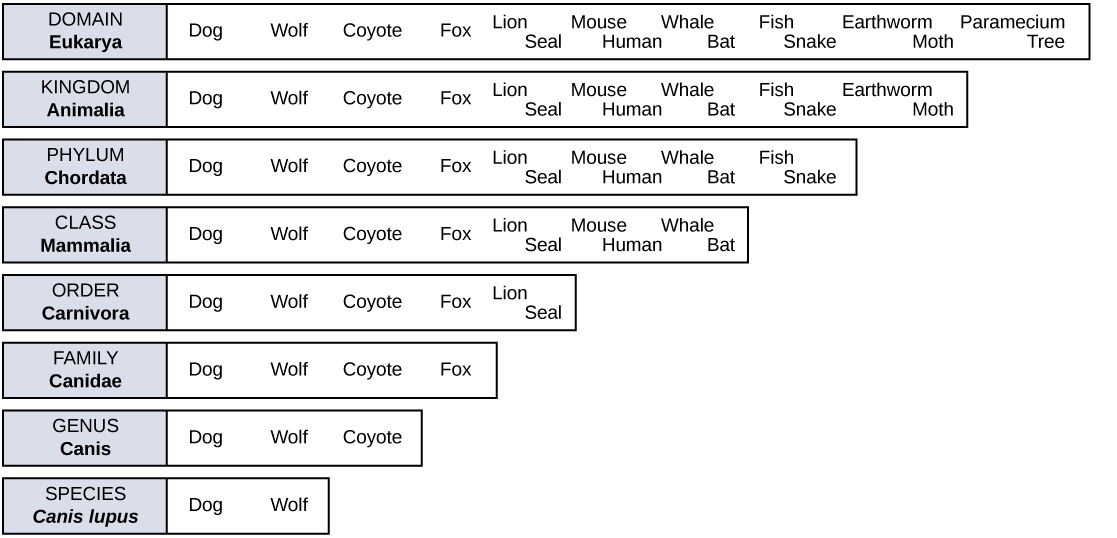 DOMAIN
Eukarya
Dog Wolf Coyote Fox Lion Seal Mouse Human Whale Bat Fish Snake Earthworm Moth Paramecium Tree
KINGDOM
Animalia
Dog Wolf Coyote Fox Lion Seal Mouse Human Whale Bat Fish Snake Earthworm Moth
PHYLUM
Chordata
Dog Wolf Coyote Fox Lion Seal Mouse Human Whale Bat Fish Snake
CLASS
Mammalia
Dog Wolf Coyote Fox Lion Seal Mouse Human Whale Bat
ORDER
Carnivora
Dog Wolf Coyote Fox Lion Seal
FAMILY
Canidae
Dog Wolf Coyote Fox
GENUS
Canis
Dog Wolf Coyote
SPECIES
Canis lupus
Dog Wolf